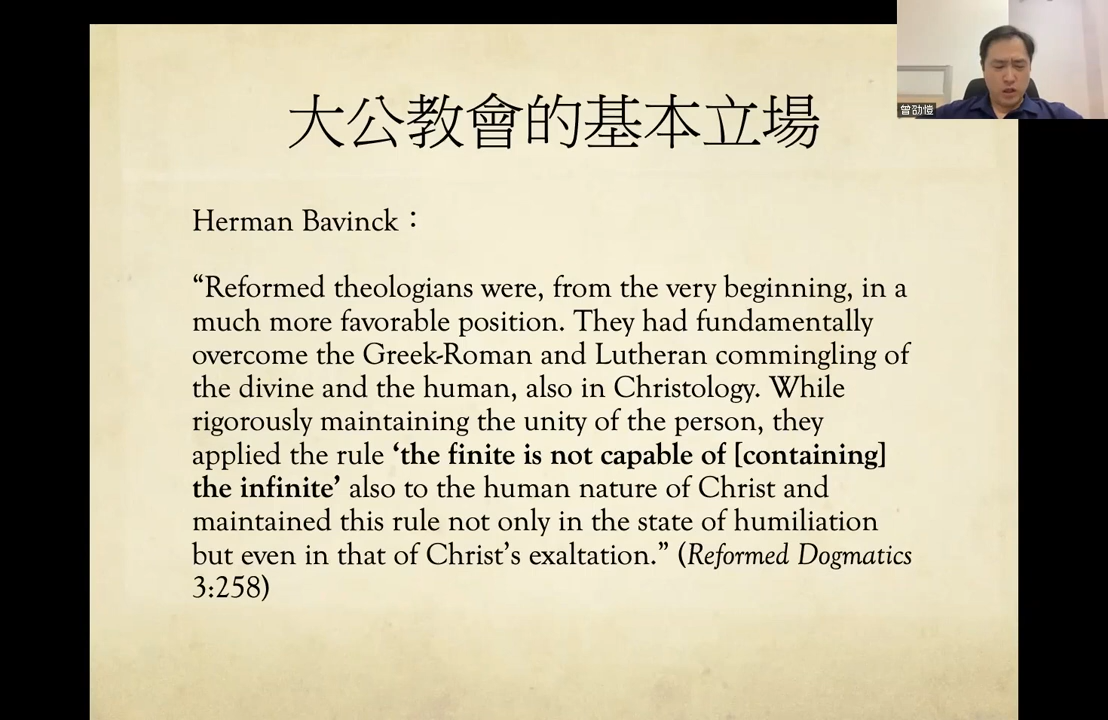 大公教會的基本立場
曾劭愷
Herman Bavinck：
“Reformed theologians were, from the very beginning, in a
much more favorable position. They had fundamentally
overcome the Greek-Roman and Lutheran commingling of
the divine and the human, also in Christology. While
rigorously maintaining the unity of the person, they
applied the rule ‘the finite is not capable of [containing]
the infinite’ also to the human nature of Christ and
maintained this rule not only in the state of humiliation
but even in that of Christ’s exaltation.” (Reformed Dogmatics
3:258)